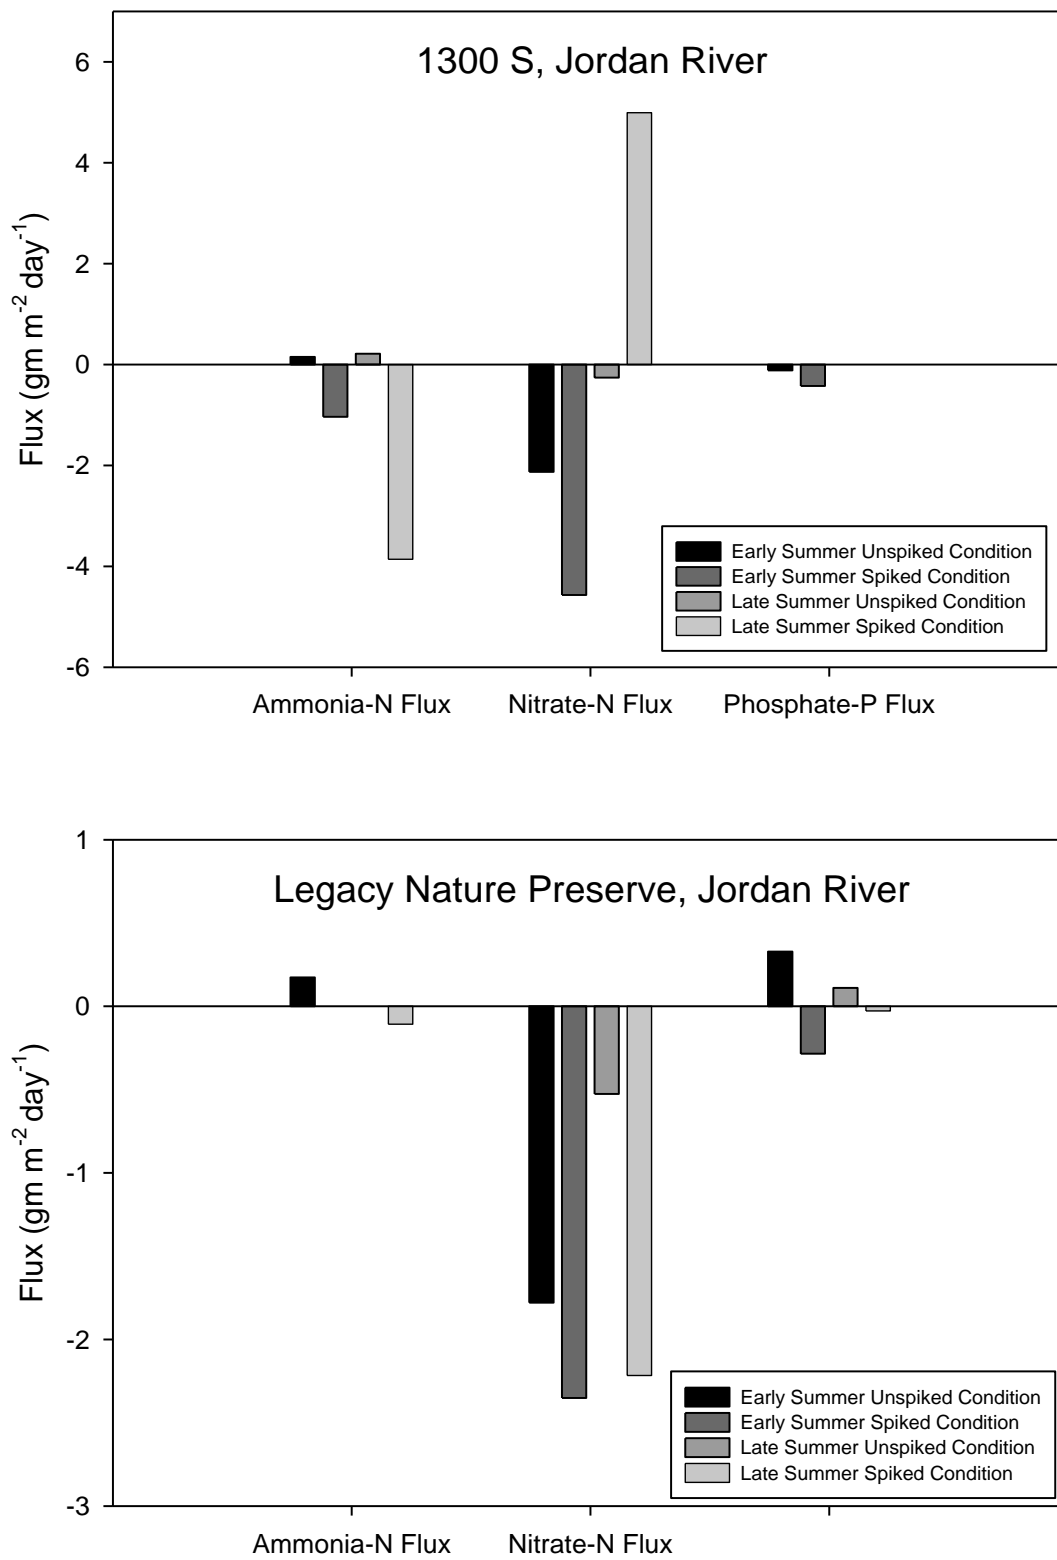 1300 S, Jordan River
6
4
2
0
-2
-4
-6
Flux (gm m⁻² day⁻¹)
Early Summer Unspiked Condition
Early Summer Spiked Condition
Late Summer Unspiked Condition
Late Summer Spiked Condition
Ammonia-N Flux Nitrate-N Flux Phosphate-P Flux
Legacy Nature Preserve, Jordan River
1
0
-1
-2
-3
Flux (gm m⁻² day⁻¹)
Early Summer Unspiked Condition
Early Summer Spiked Condition
Late Summer Unspiked Condition
Late Summer Spiked Condition
Ammonia-N Flux Nitrate-N Flux